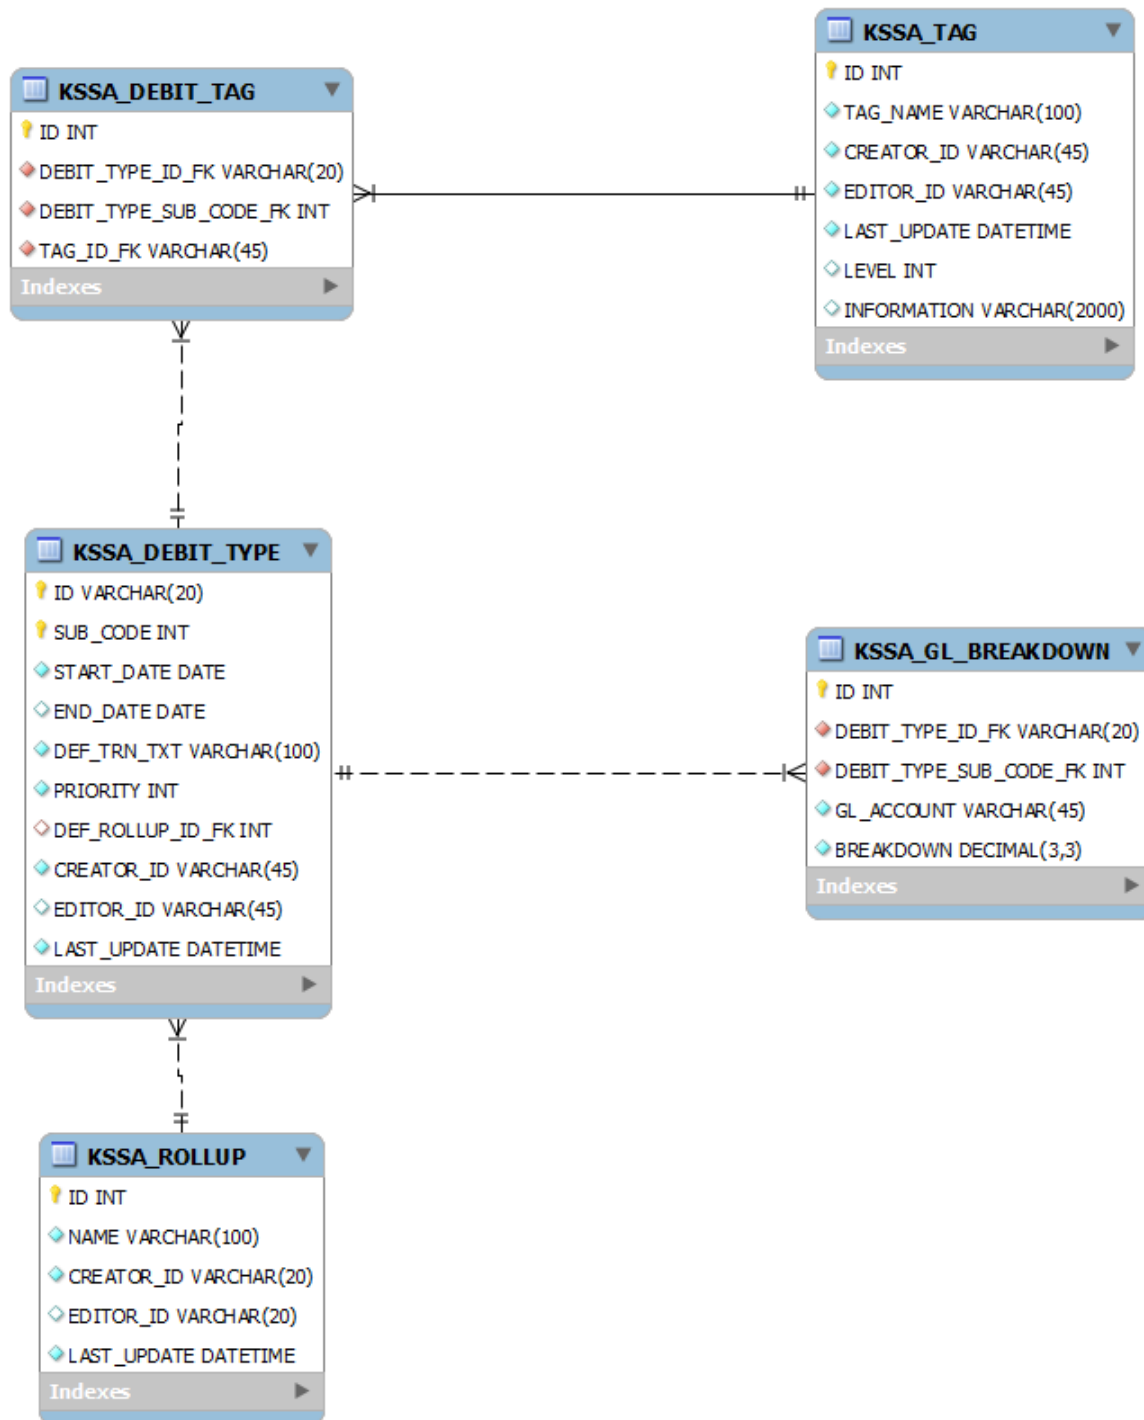 KSSA_TAG
ID INT
TAG_NAME VARCHAR(100)
CREATOR_ID VARCHAR(45)
EDITOR_ID VARCHAR(45)
LAST_UPDATE DATETIME
LEVEL INT
INFORMATION VARCHAR(2000)
Indexes
KSSA_DEBIT_TAG
ID INT
DEBIT_TYPE_ID_FK VARCHAR(20)
DEBIT_TYPE_SUB_CODE_FK INT
TAG_ID_FK VARCHAR(45)
Indexes
KSSA_DEBIT_TYPE
ID VARCHAR(20)
SUB_CODE INT
START_DATE DATE
END_DATE DATE
DEF_TRN_TXT VARCHAR(100)
PRIORITY INT
DEF_ROLLUP_ID_FK INT
CREATOR_ID VARCHAR(45)
EDITOR_ID VARCHAR(45)
LAST_UPDATE DATETIME
Indexes
KSSA_GL_BREAKDOWN
ID INT
DEBIT_TYPE_ID_FK VARCHAR(20)
DEBIT_TYPE_SUB_CODE_FK INT
GL_ACCOUNT VARCHAR(45)
BREAKDOWN DECIMAL(3,3)
Indexes
KSSA_ROLLUP
ID INT
NAME VARCHAR(100)
CREATOR_ID VARCHAR(20)
EDITOR_ID VARCHAR(20)
LAST_UPDATE DATETIME
Indexes